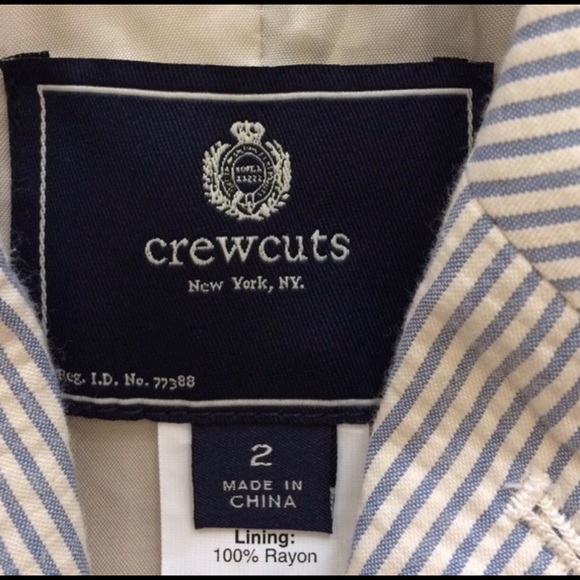 crewcuts
New York, NY.
Reg. I.D. No. 77388
2
MADE IN
CHINA
Lining:
100% Rayon